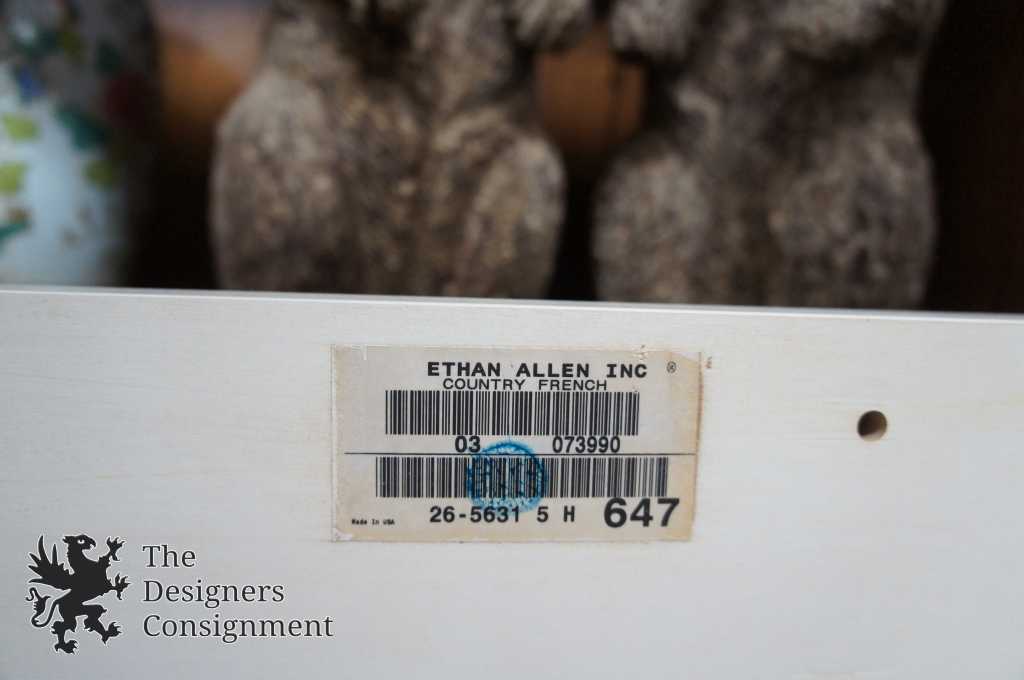 ETHAN ALLEN INC ®
COUNTRY FRENCH
03 073990
26-5631 5 H 647
Made In USA
The
Designers
Consignment